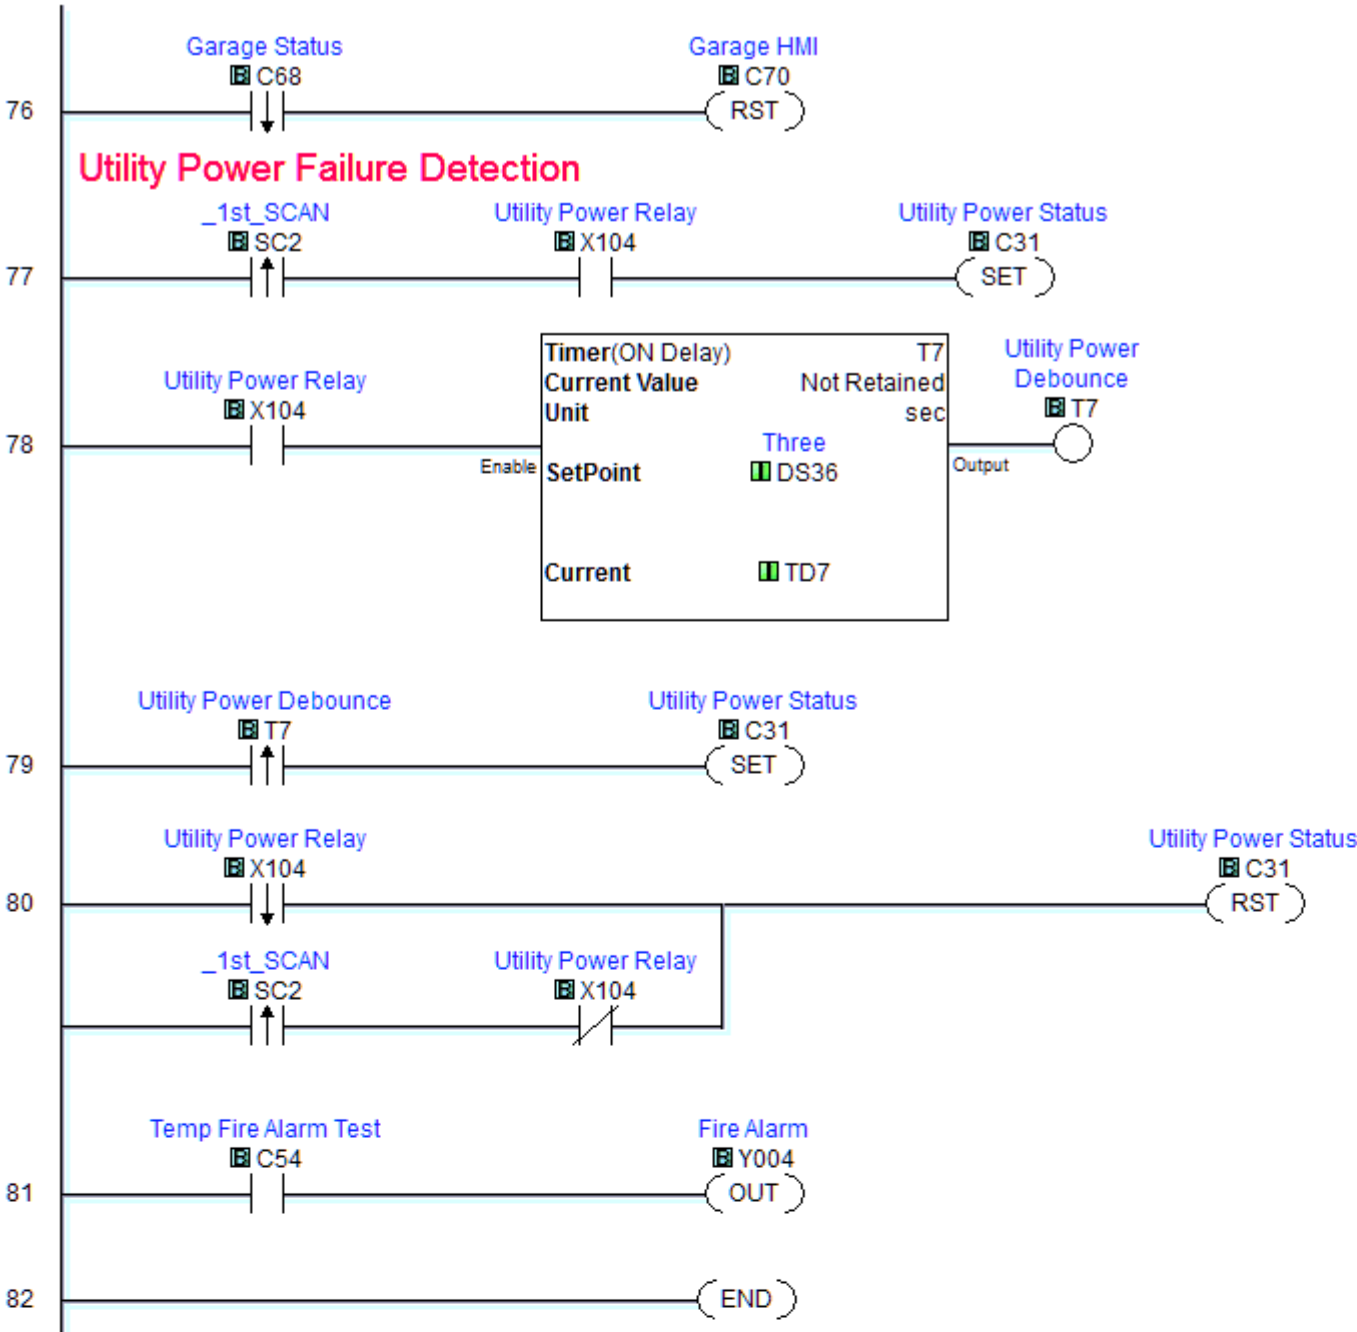 Garage Status Garage HMI
B C68 B C70
76 RST
Utility Power Failure Detection
_1st_SCAN Utility Power Relay Utility Power Status
B SC2 B X104 B C31
77 SET
Timer(ON Delay) T7 Utility Power
Utility Power Relay Current Value Not Retained Debounce
B X104 Unit sec B T7
78 Three
Enable SetPoint DS36 Output
Current TD7
Utility Power Debounce Utility Power Status
B T7 B C31
79 SET
Utility Power Relay Utility Power Status
B X104 B C31
80 RST
_1st_SCAN Utility Power Relay
B SC2 B X104
Temp Fire Alarm Test Fire Alarm
B C54 B Y004
81 OUT
82 END